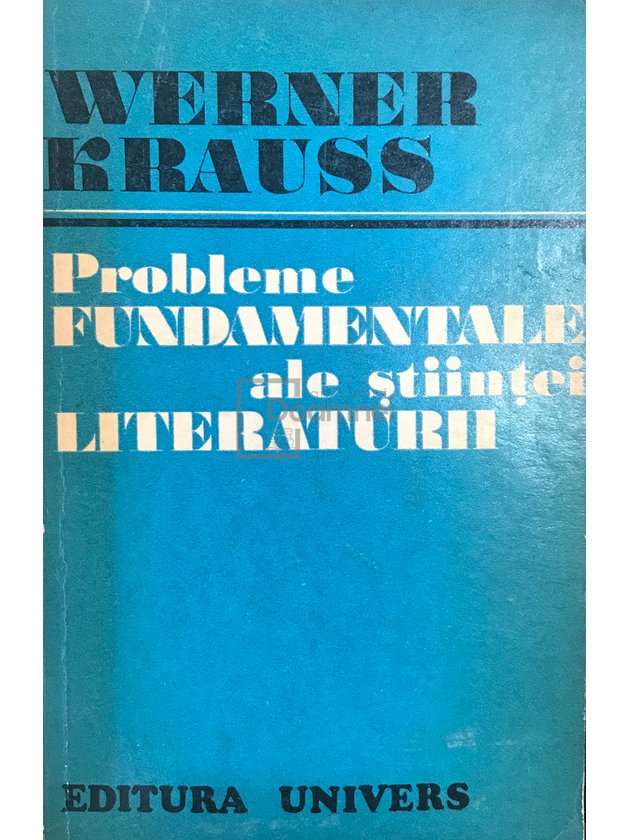 WERNER
KRAUSS
Probleme
FUNDAMENTALE
ale științei
LITERATURII
EDITURA UNIVERS